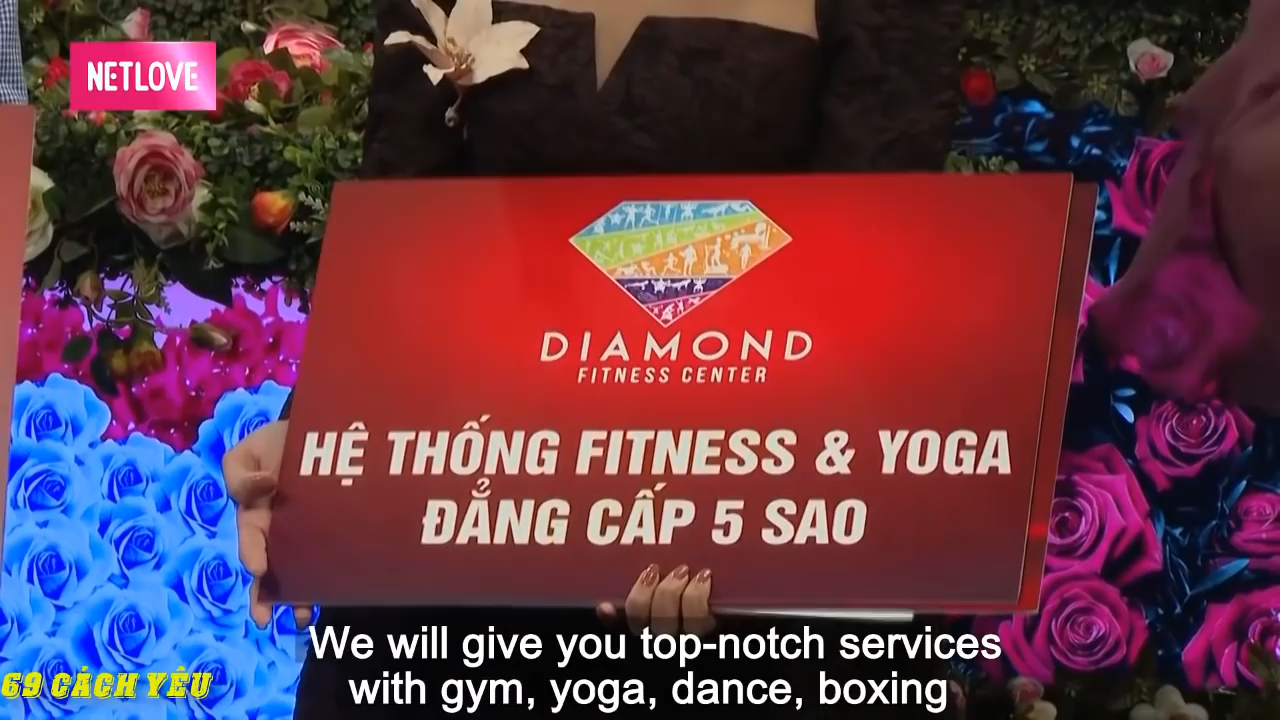 NETLOVE
DIAMOND
FITNESS CENTER
HỆ THỐNG FITNESS & YOGA
ĐẲNG CẤP 5 SAO
We will give you top-notch services
with gym, yoga, dance, boxing
69 CÁCH YÊU